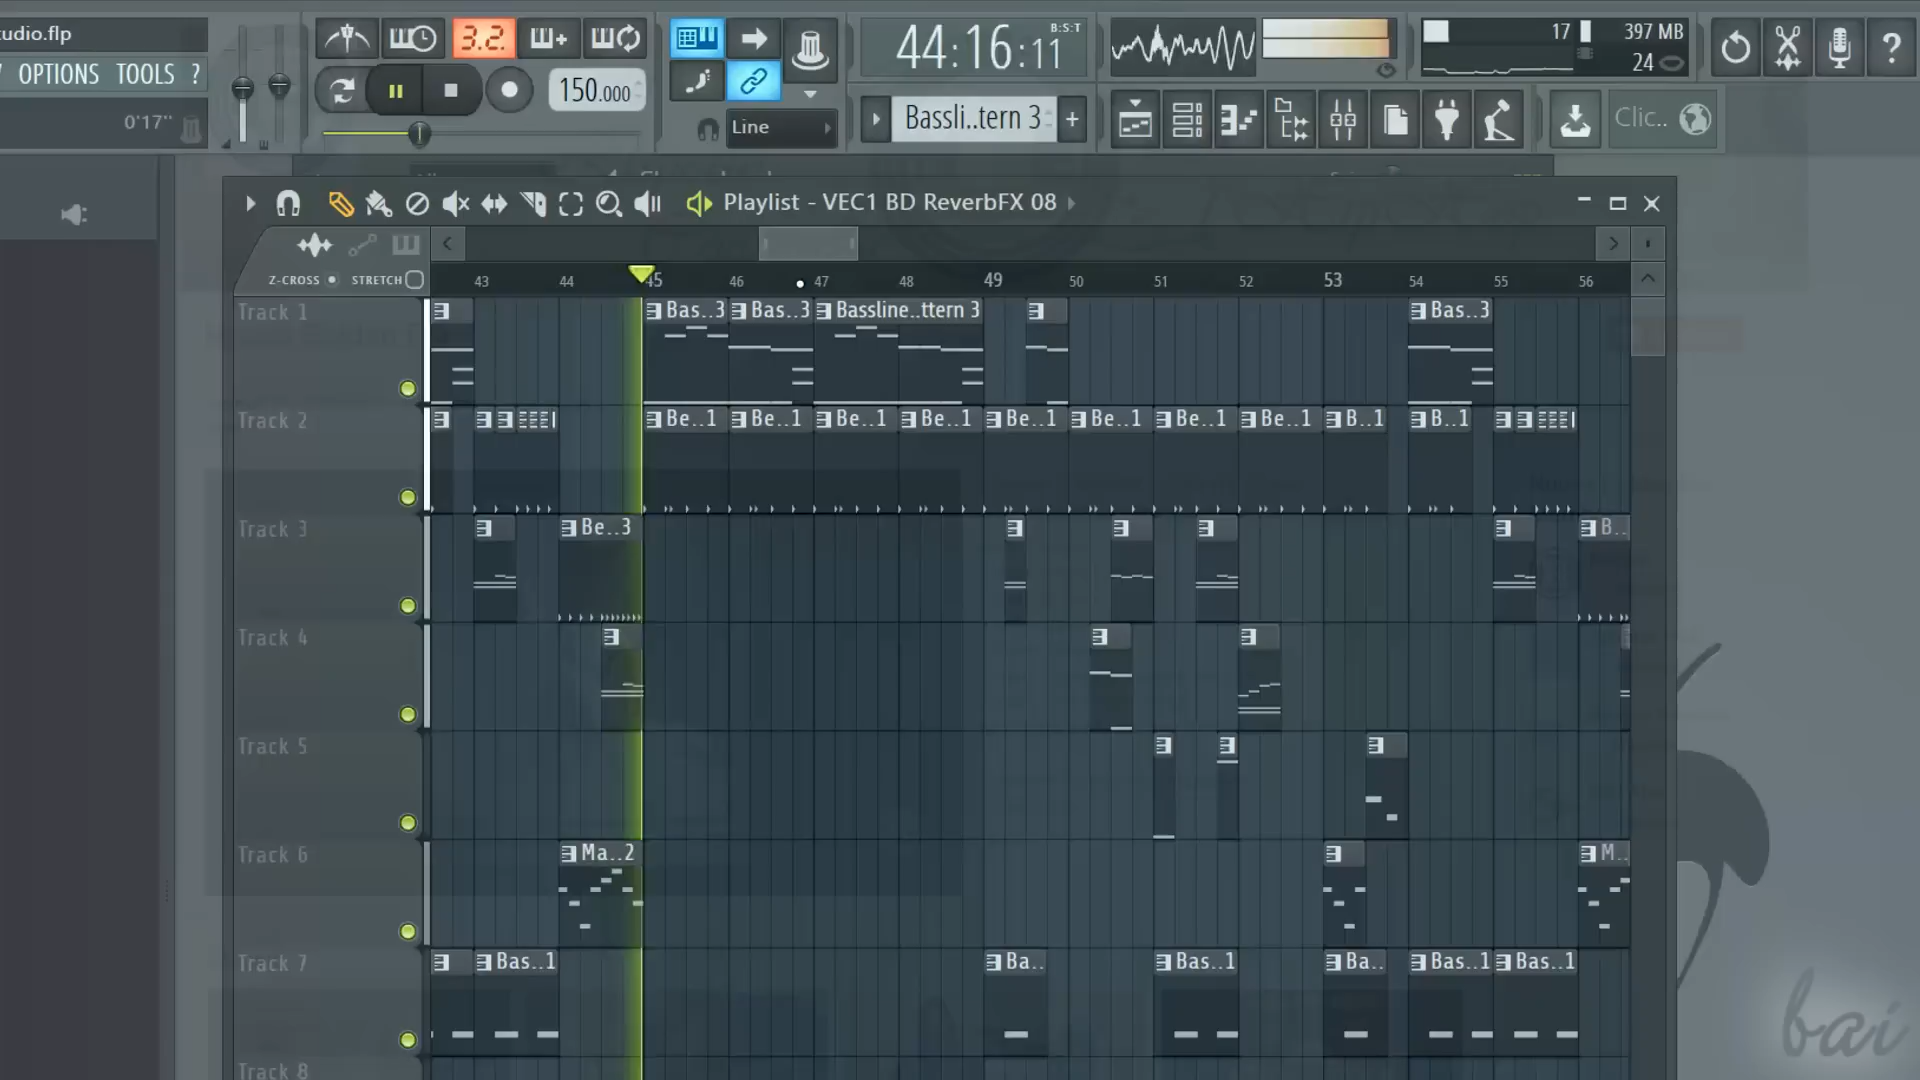 tudio.flp
OPTIONS TOOLS ?
0'17"
3.2.
150.000
Line
44:16:11
B:S:T
Bassli..tern 3
+
17
397 MB
24
?
Clic..
Playlist - VEC1 BD ReverbFX 08
Z-CROSS STRETCH
43 44 45 46 47 48 49 50 51 52 53 54 55 56
Track 1
Bas..3 Bas..3 Bassline..ttern 3 Bas..3
Track 2
Be..1 Be..1 Be..1 Be..1 Be..1 Be..1 Be..1 Be..1 B..1 B..1
Track 3
Be..3 B..
Track 4
Track 5
Track 6
Ma..2 M..
Track 7
Bas..1 Ba.. Bas..1 Ba.. Bas..1 Bas..1
Track 8
bai